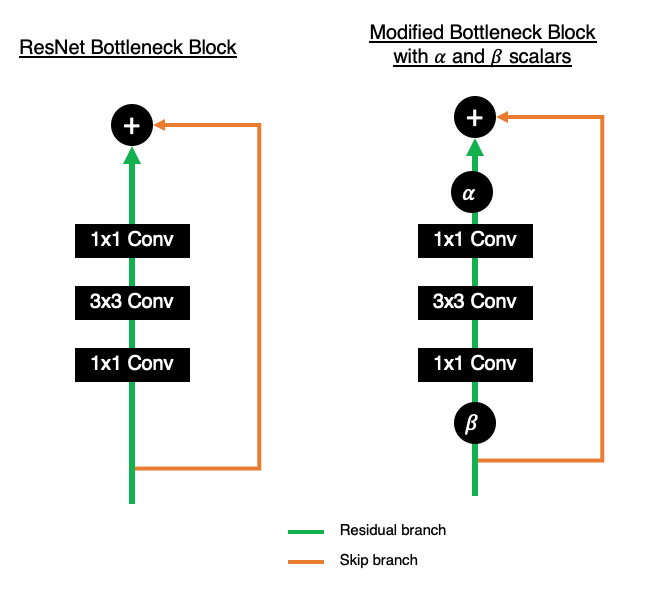 ResNet Bottleneck Block
+
1x1 Conv
3x3 Conv
1x1 Conv
Modified Bottleneck Block
with α and β scalars
+
α
1x1 Conv
3x3 Conv
1x1 Conv
β
Residual branch
Skip branch